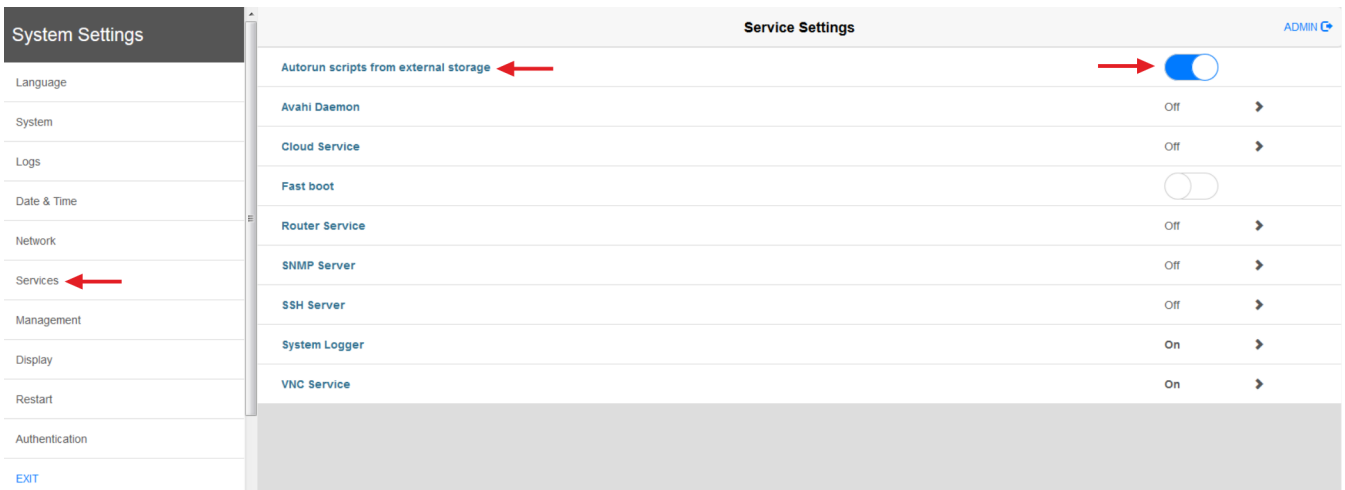 System Settings
Language
System
Logs
Date & Time
Network
Services
Management
Display
Restart
Authentication
EXIT
Service Settings
ADMIN
Autorun scripts from external storage
Avahi Daemon Off
Cloud Service Off
Fast boot
Router Service Off
SNMP Server Off
SSH Server Off
System Logger On
VNC Service On